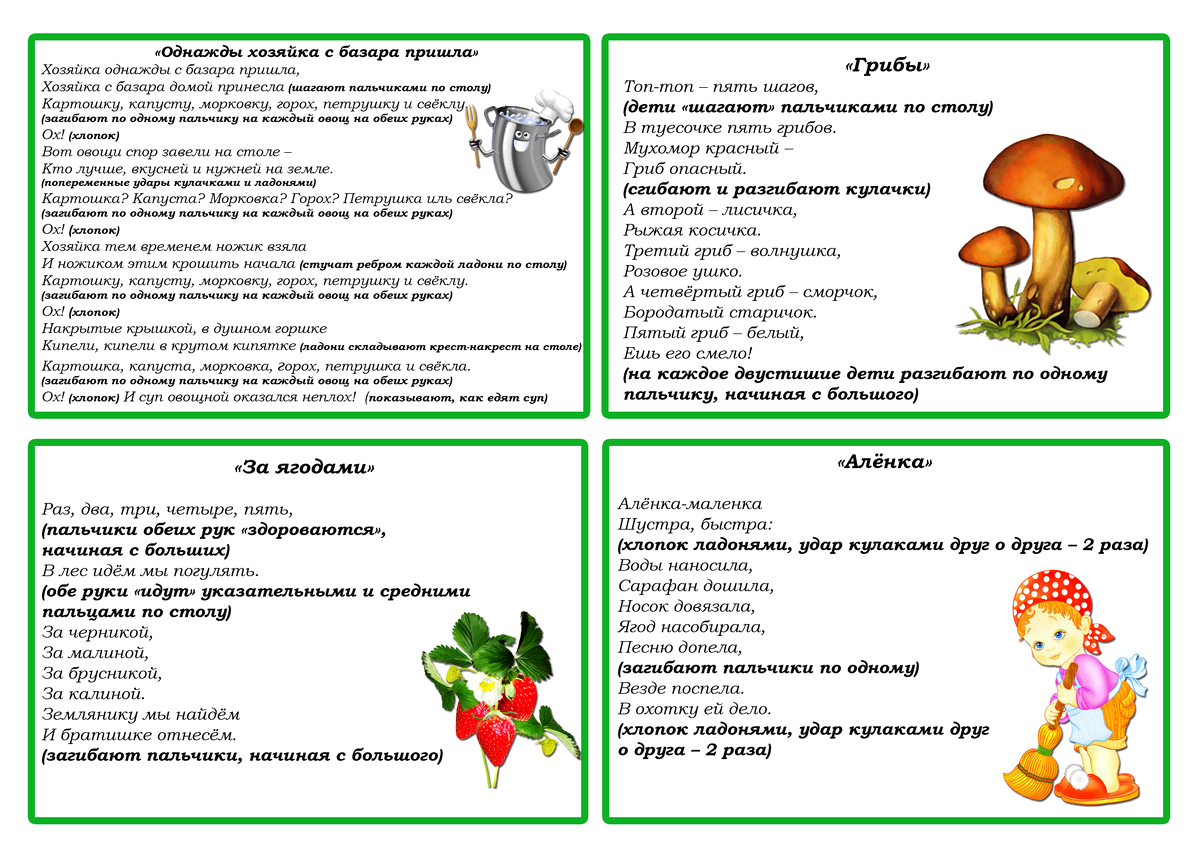 «Однажды хозяйка с базара пришла»
Хозяйка однажды с базара пришла,
Хозяйка с базара домой принесла (шагают пальчиками по столу)
Картошку, капусту, морковку, горох, петрушку и свёклу.
(загибают по одному пальчику на каждый овощ на обеих руках)
Ох! (хлопок)
Вот овощи спор завели на столе –
Кто лучше, вкусней и нужней на земле.
(попеременные удары кулачками и ладонями)
Картошка? Капуста? Морковка? Горох? Петрушка иль свёкла?
(загибают по одному пальчику на каждый овощ на обеих руках)
Ох! (хлопок)
Хозяйка тем временем ножик взяла
И ножиком этим крошить начала (стучат ребром каждой ладони по столу)
Картошку, капусту, морковку, горох, петрушку и свёклу.
(загибают по одному пальчику на каждый овощ на обеих руках)
Ох! (хлопок)
Накрытые крышкой, в душном горшке
Кипели, кипели в крутом кипятке (ладони складывают крест-накрест на столе)
Картошка, капуста, морковка, горох, петрушка и свёкла.
(загибают по одному пальчику на каждый овощ на обеих руках)
Ох! (хлопок) И суп овощной оказался неплох! (показывают, как едят суп)
«Грибы»
Топ-топ – пять шагов,
(дети «шагают» пальчиками по столу)
В туесочке пять грибов.
Мухомор красный –
Гриб опасный.
(сгибают и разгибают кулачки)
А второй – лисичка,
Рыжая косичка.
Третий гриб – волнушка,
Розовое ушко.
А четвёртый гриб – сморчок,
Бородатый старичок.
Пятый гриб – белый,
Ешь его смело!
(на каждое двустишие дети разгибают по одному
пальчику, начиная с большого)
«За ягодами»
Раз, два, три, четыре, пять,
(пальчики обеих рук «здороваются»,
начиная с больших)
В лес идём мы погулять.
(обе руки «идут» указательными и средними
пальцами по столу)
За черникой,
За малиной,
За брусникой,
За калиной.
Землянику мы найдём
И братишке отнесём.
(загибают пальчики, начиная с большого)
«Алёнка»
Алёнка-маленка
Шустра, быстра:
(хлопок ладонями, удар кулаками друг о друга – 2 раза)
Воды наносила,
Сарафан дошила,
Носок довязала,
Ягод насобирала,
Песню допела,
(загибают пальчики по одному)
Везде поспела.
В охотку ей дело.
(хлопок ладонями, удар кулаками друг
о друга – 2 раза)